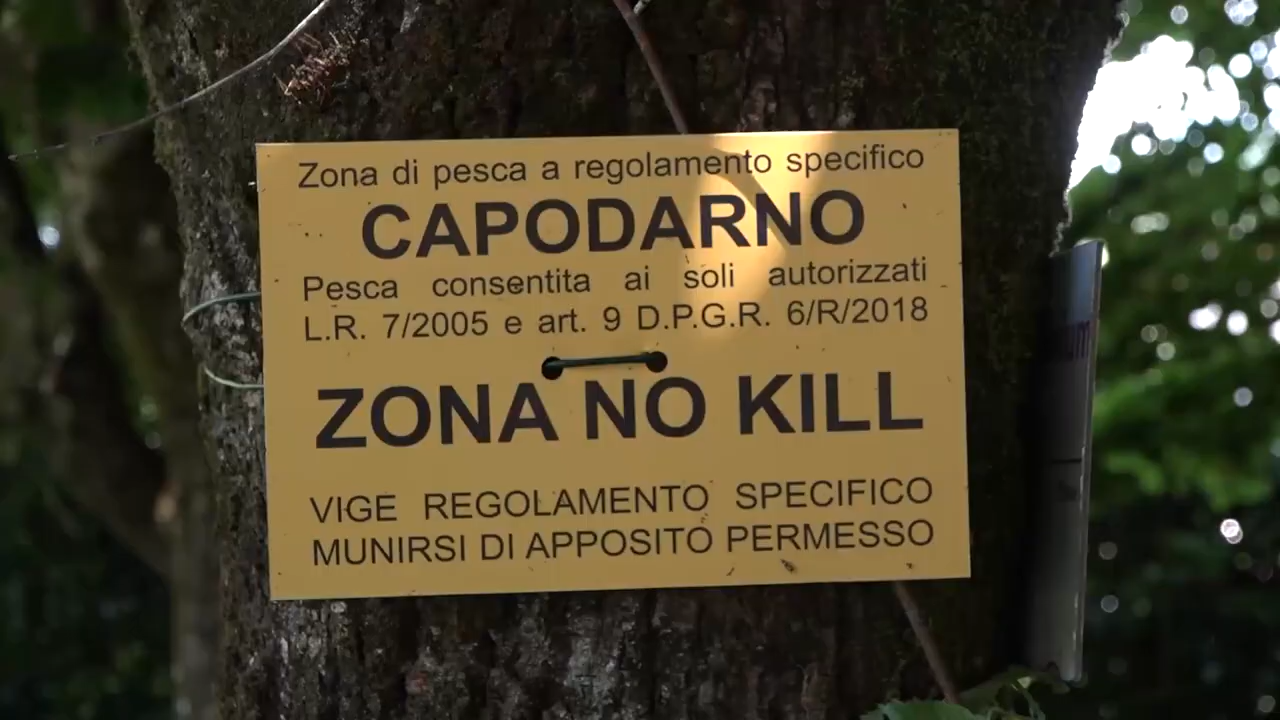 Zona di pesca a regolamento specifico
CAPODARNO
Pesca consentita ai soli autorizzati
L.R. 7/2005 e art. 9 D.P.G.R. 6/R/2018
ZONA NO KILL
VIGE REGOLAMENTO SPECIFICO
MUNIRSI DI APPOSITO PERMESSO